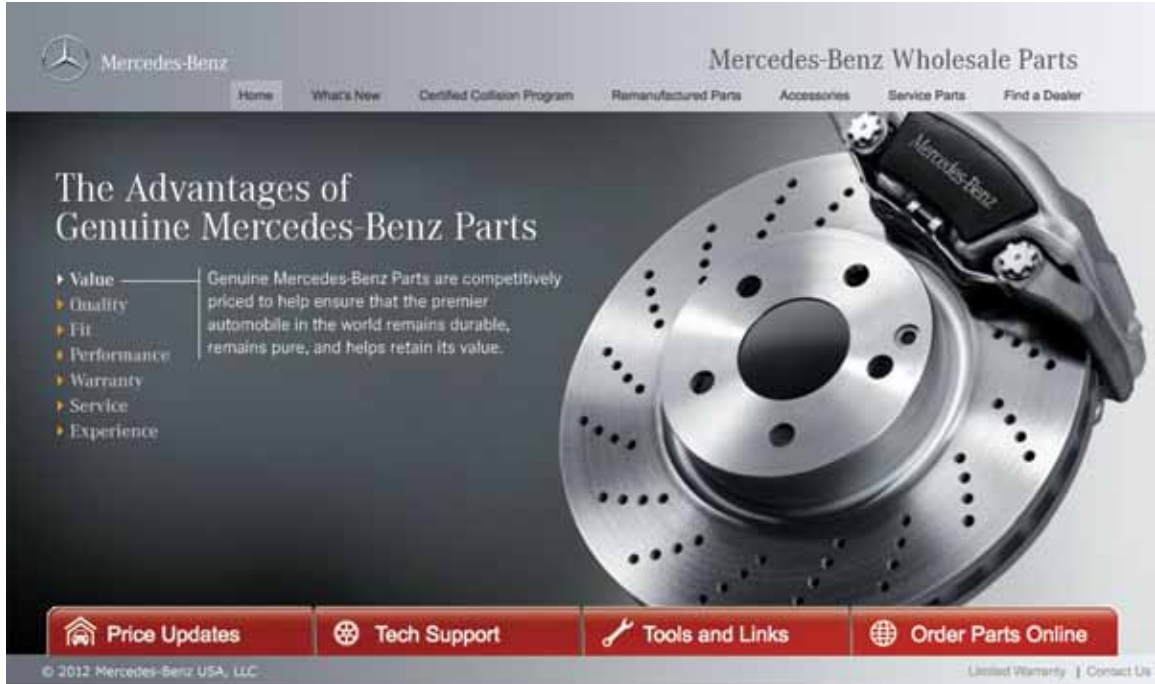 Mercedes-Benz
Mercedes-Benz Wholesale Parts
Home What's New Certified Collision Program Remanufactured Parts Accessories Service Parts Find a Dealer
Mercedes-Benz
The Advantages of
Genuine Mercedes-Benz Parts
Value
Quality
Fit
Performance
Warranty
Service
Experience
Genuine Mercedes-Benz Parts are competitively
priced to help ensure that the premier
automobile in the world remains durable,
remains pure, and helps retain its value.
Price Updates Tech Support Tools and Links Order Parts Online
© 2012 Mercedes-Benz USA, LLC Limited Warranty | Contact Us